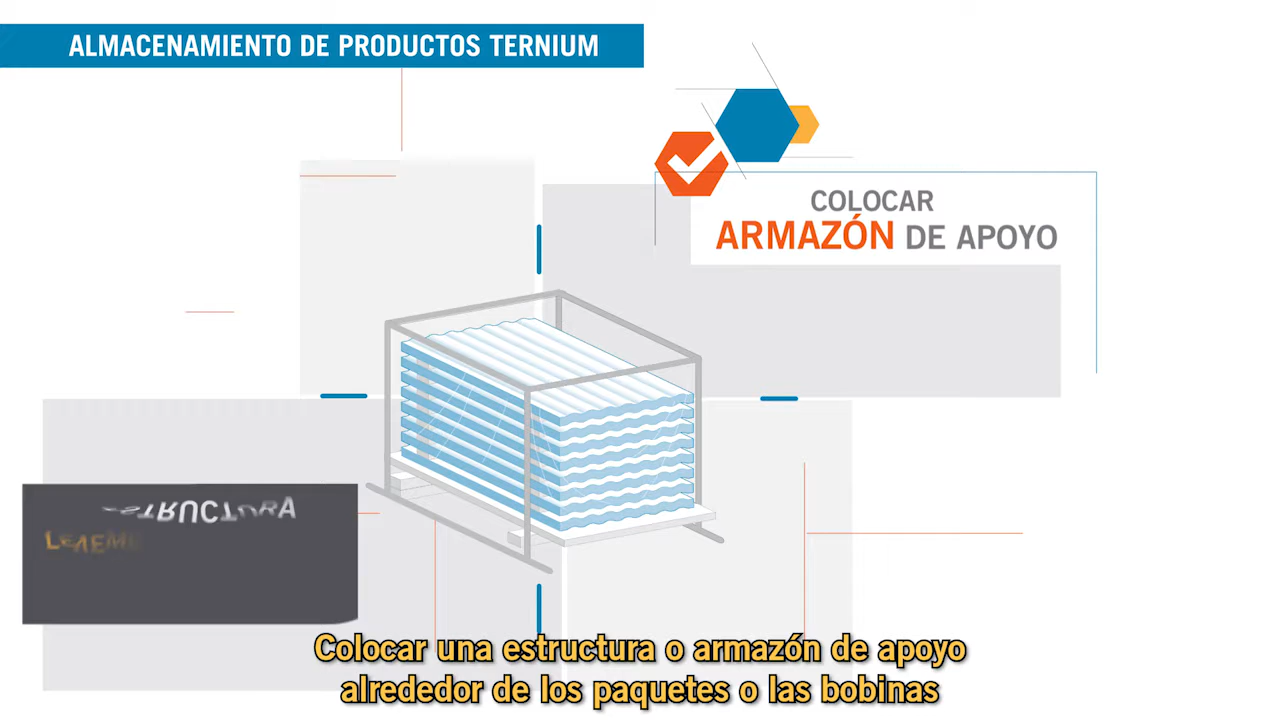 ALMACENAMIENTO DE PRODUCTOS TERNIUM
COLOCAR
ARMAZÓN DE APOYO
Colocar una estructura o armazón de apoyo
alrededor de los paquetes o las bobinas